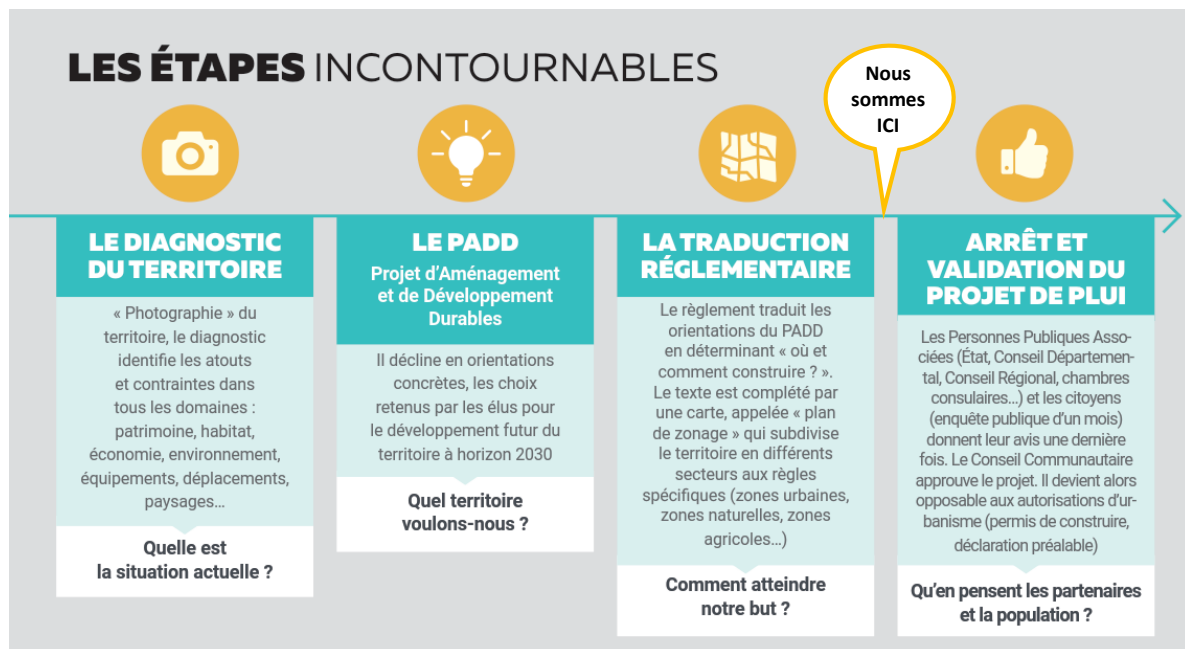 LES ÉTAPES INCONTOURNABLES
Nous
sommes
ICI
LE DIAGNOSTIC
DU TERRITOIRE
« Photographie » du
territoire, le diagnostic
identifie les atouts
et contraintes dans
tous les domaines :
patrimoine, habitat,
économie, environnement,
équipements, déplacements,
paysages…
Quelle est
la situation actuelle ?
LE PADD
Projet d’Aménagement
et de Développement
Durables
Il décline en orientations
concrètes, les choix
retenus par les élus pour
le développement futur du
territoire à horizon 2030
Quel territoire
voulons-nous ?
LA TRADUCTION
RÉGLEMENTAIRE
Le règlement traduit les
orientations du PADD
en déterminant « où et
comment construire ? ».
Le texte est complété par
une carte, appelée « plan
de zonage » qui subdivise
le territoire en différents
secteurs aux règles
spécifiques (zones urbaines,
zones naturelles, zones
agricoles…)
Comment atteindre
notre but ?
ARRÊT ET
VALIDATION DU
PROJET DE PLUI
Les Personnes Publiques Asso-
ciées (État, Conseil Départemen-
tal, Conseil Régional, chambres
consulaires…) et les citoyens
(enquête publique d’un mois)
donnent leur avis une dernière
fois. Le Conseil Communautaire
approuve le projet. Il devient alors
opposable aux autorisations d’ur-
banisme (permis de construire,
déclaration préalable)
Qu’en pensent les partenaires
et la population ?